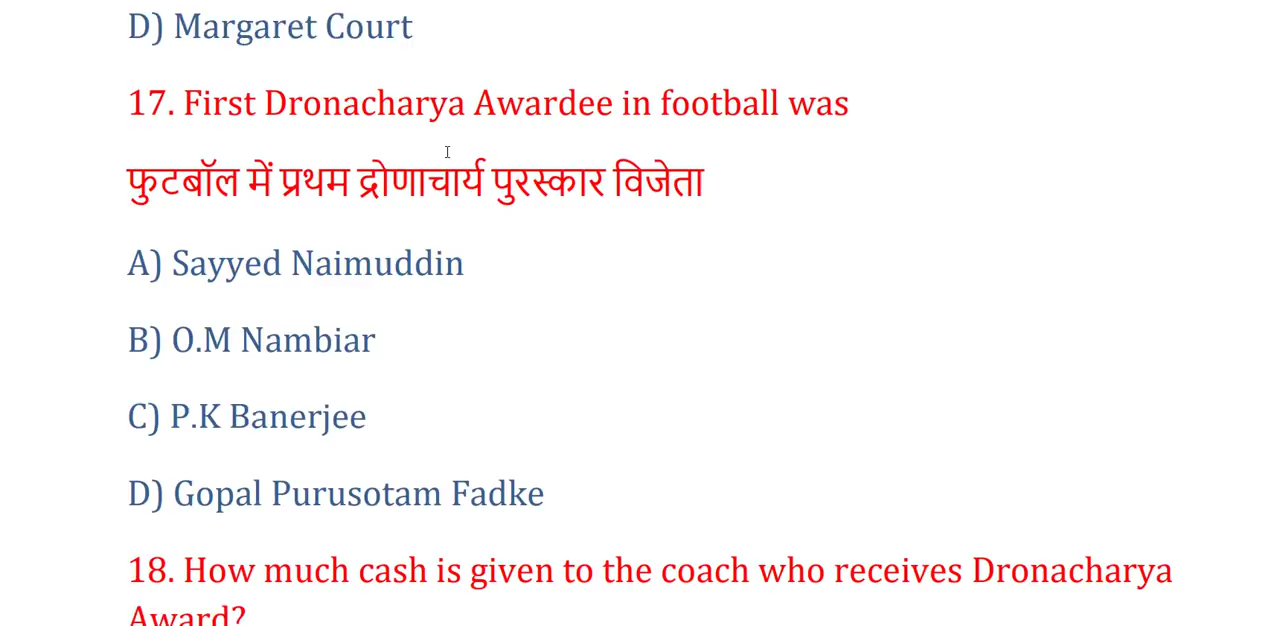 D) Margaret Court
17. First Dronacharya Awardee in football was
फुटबॉल में प्रथम द्रोणाचार्य पुरस्कार विजेता
A) Sayyed Naimuddin
B) O.M Nambiar
C) P.K Banerjee
D) Gopal Purusotam Fadke
18. How much cash is given to the coach who receives Dronacharya
Award?